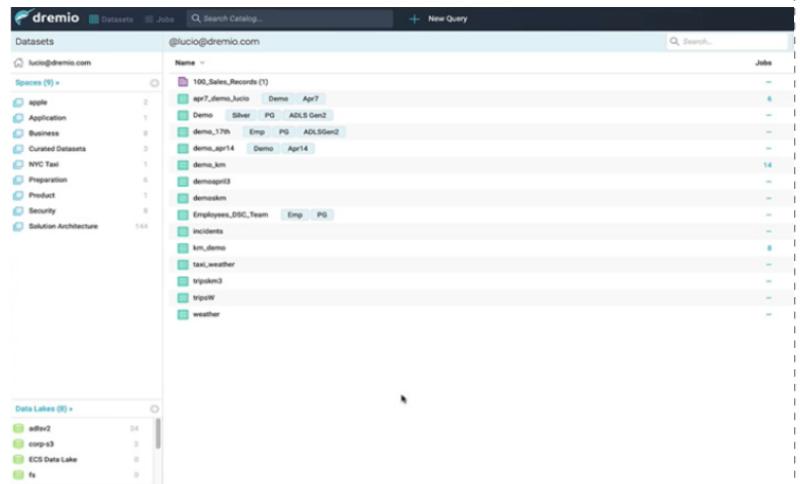 dremio Datasets Jobs Search Catalog... New Query
Datasets
@lucio@dremio.com
Search...
lucio@dremio.com
Name
Jobs
Spaces (9) »
apple 2
Application 1
Business 8
Curated Datasets 3
NYC Taxi 1
Preparation 6
Product 1
Security 8
Solution Architecture 144
100_Sales_Records (1) –
apr7_demo_lucio Demo Apr7 6
Demo Silver PG ADLS Gen2 –
demo_17th Emp PG ADLSGen2 –
demo_apr14 Demo Apr14 –
demo_km 14
demoapril3 –
demoskm –
Employees_DSC_Team Emp PG –
incidents –
km_demo 8
taxi_weather –
tripskm3 –
tripsW –
weather –
Data Lakes (8) »
adlsv2 24
corp-s3 3
ECS Data Lake 0
fs 0